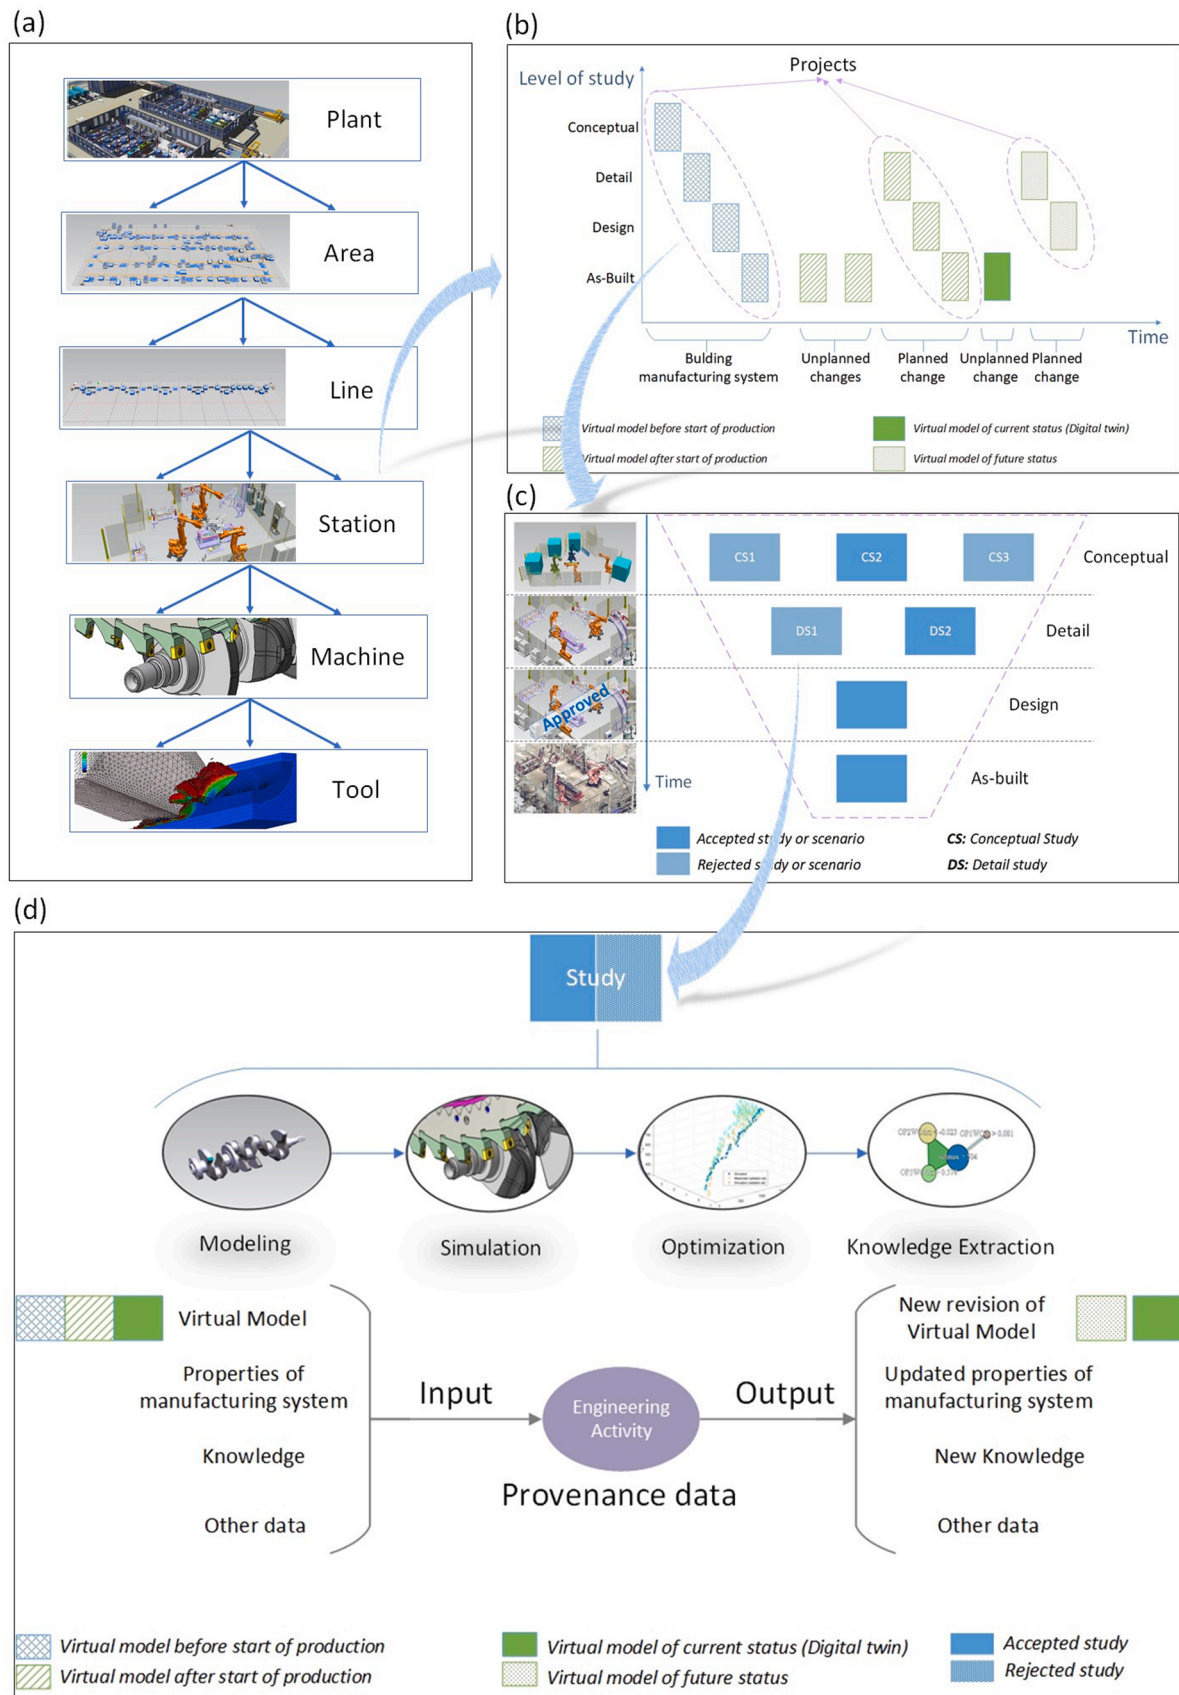 (a)
Plant
Area
Line
Station
Machine
Tool
(b)
Level of study
Projects
Conceptual
Detail
Design
As-Built
Time
Bulding
manufacturing system
Unplanned
changes
Planned
change
Unplanned
change
Planned
change
Virtual model before start of production
Virtual model of current status (Digital twin)
Virtual model after start of production
Virtual model of future status
(c)
CS1
CS2
CS3
Conceptual
DS1
DS2
Detail
Approved
Design
As-built
Time
Accepted study or scenario
CS: Conceptual Study
Rejected study or scenario
DS: Detail study
(d)
Study
Modeling
Simulation
Optimization
Knowledge Extraction
Virtual Model
Properties of
manufacturing system
Knowledge
Other data
Input
Engineering
Activity
Provenance data
Output
New revision of
Virtual Model
Updated properties of
manufacturing system
New Knowledge
Other data
Virtual model before start of production
Virtual model of current status (Digital twin)
Accepted study
Virtual model after start of production
Virtual model of future status
Rejected study